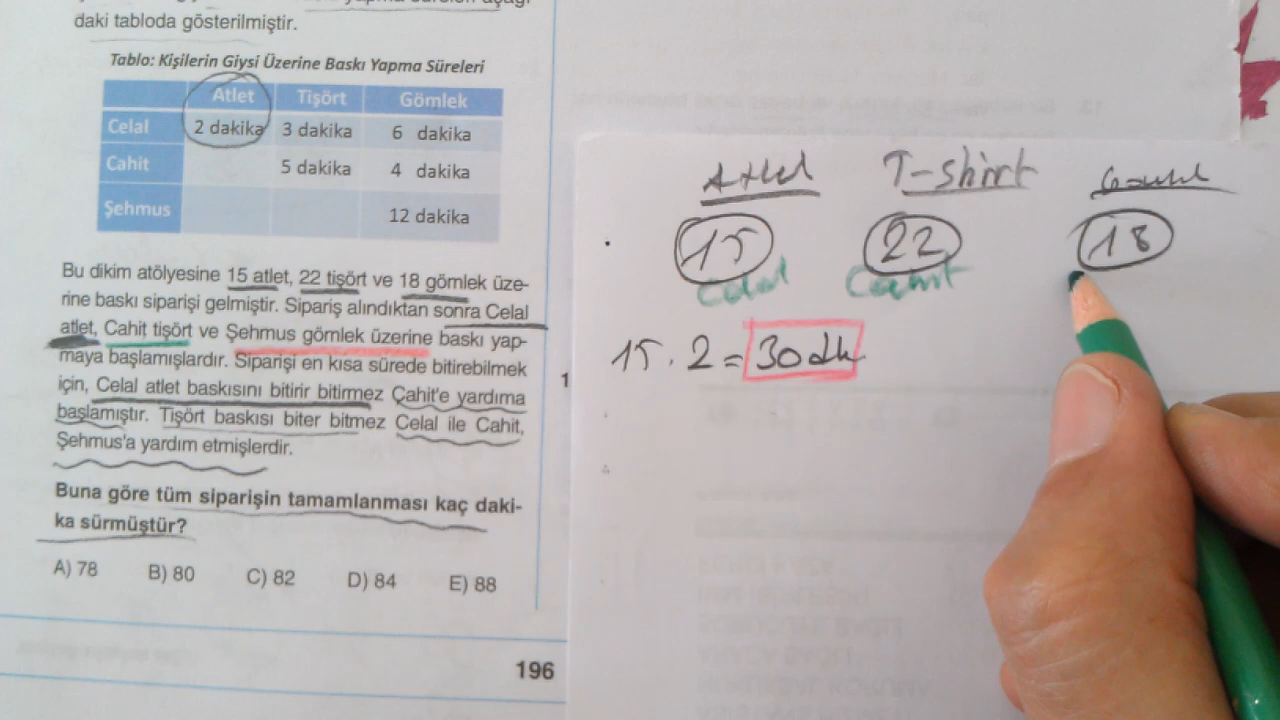 daki tabloda gösterilmiştir.
Tablo: Kişilerin Giysi Üzerine Baskı Yapma Süreleri
Atlet Tişört Gömlek
Celal 2 dakika 3 dakika 6 dakika
Cahit 5 dakika 4 dakika
Şehmus 12 dakika
Bu dikim atölyesine 15 atlet, 22 tişört ve 18 gömlek üze-
rine baskı siparişi gelmiştir. Sipariş alındıktan sonra Celal
atlet, Cahit tişört ve Şehmus gömlek üzerine baskı yap-
maya başlamışlardır. Siparişi en kısa sürede bitirebilmek
için, Celal atlet baskısını bitirir bitirmez Cahit'e yardıma
başlamıştır. Tişört baskısı biter bitmez Celal ile Cahit,
Şehmus'a yardım etmişlerdir.
Buna göre tüm siparişin tamamlanması kaç daki-
ka sürmüştür?
A) 78 B) 80 C) 82 D) 84 E) 88
196
1
Atlet T-shirt
15 22 18
Celal Cahit
15 . 2 = 30 dk